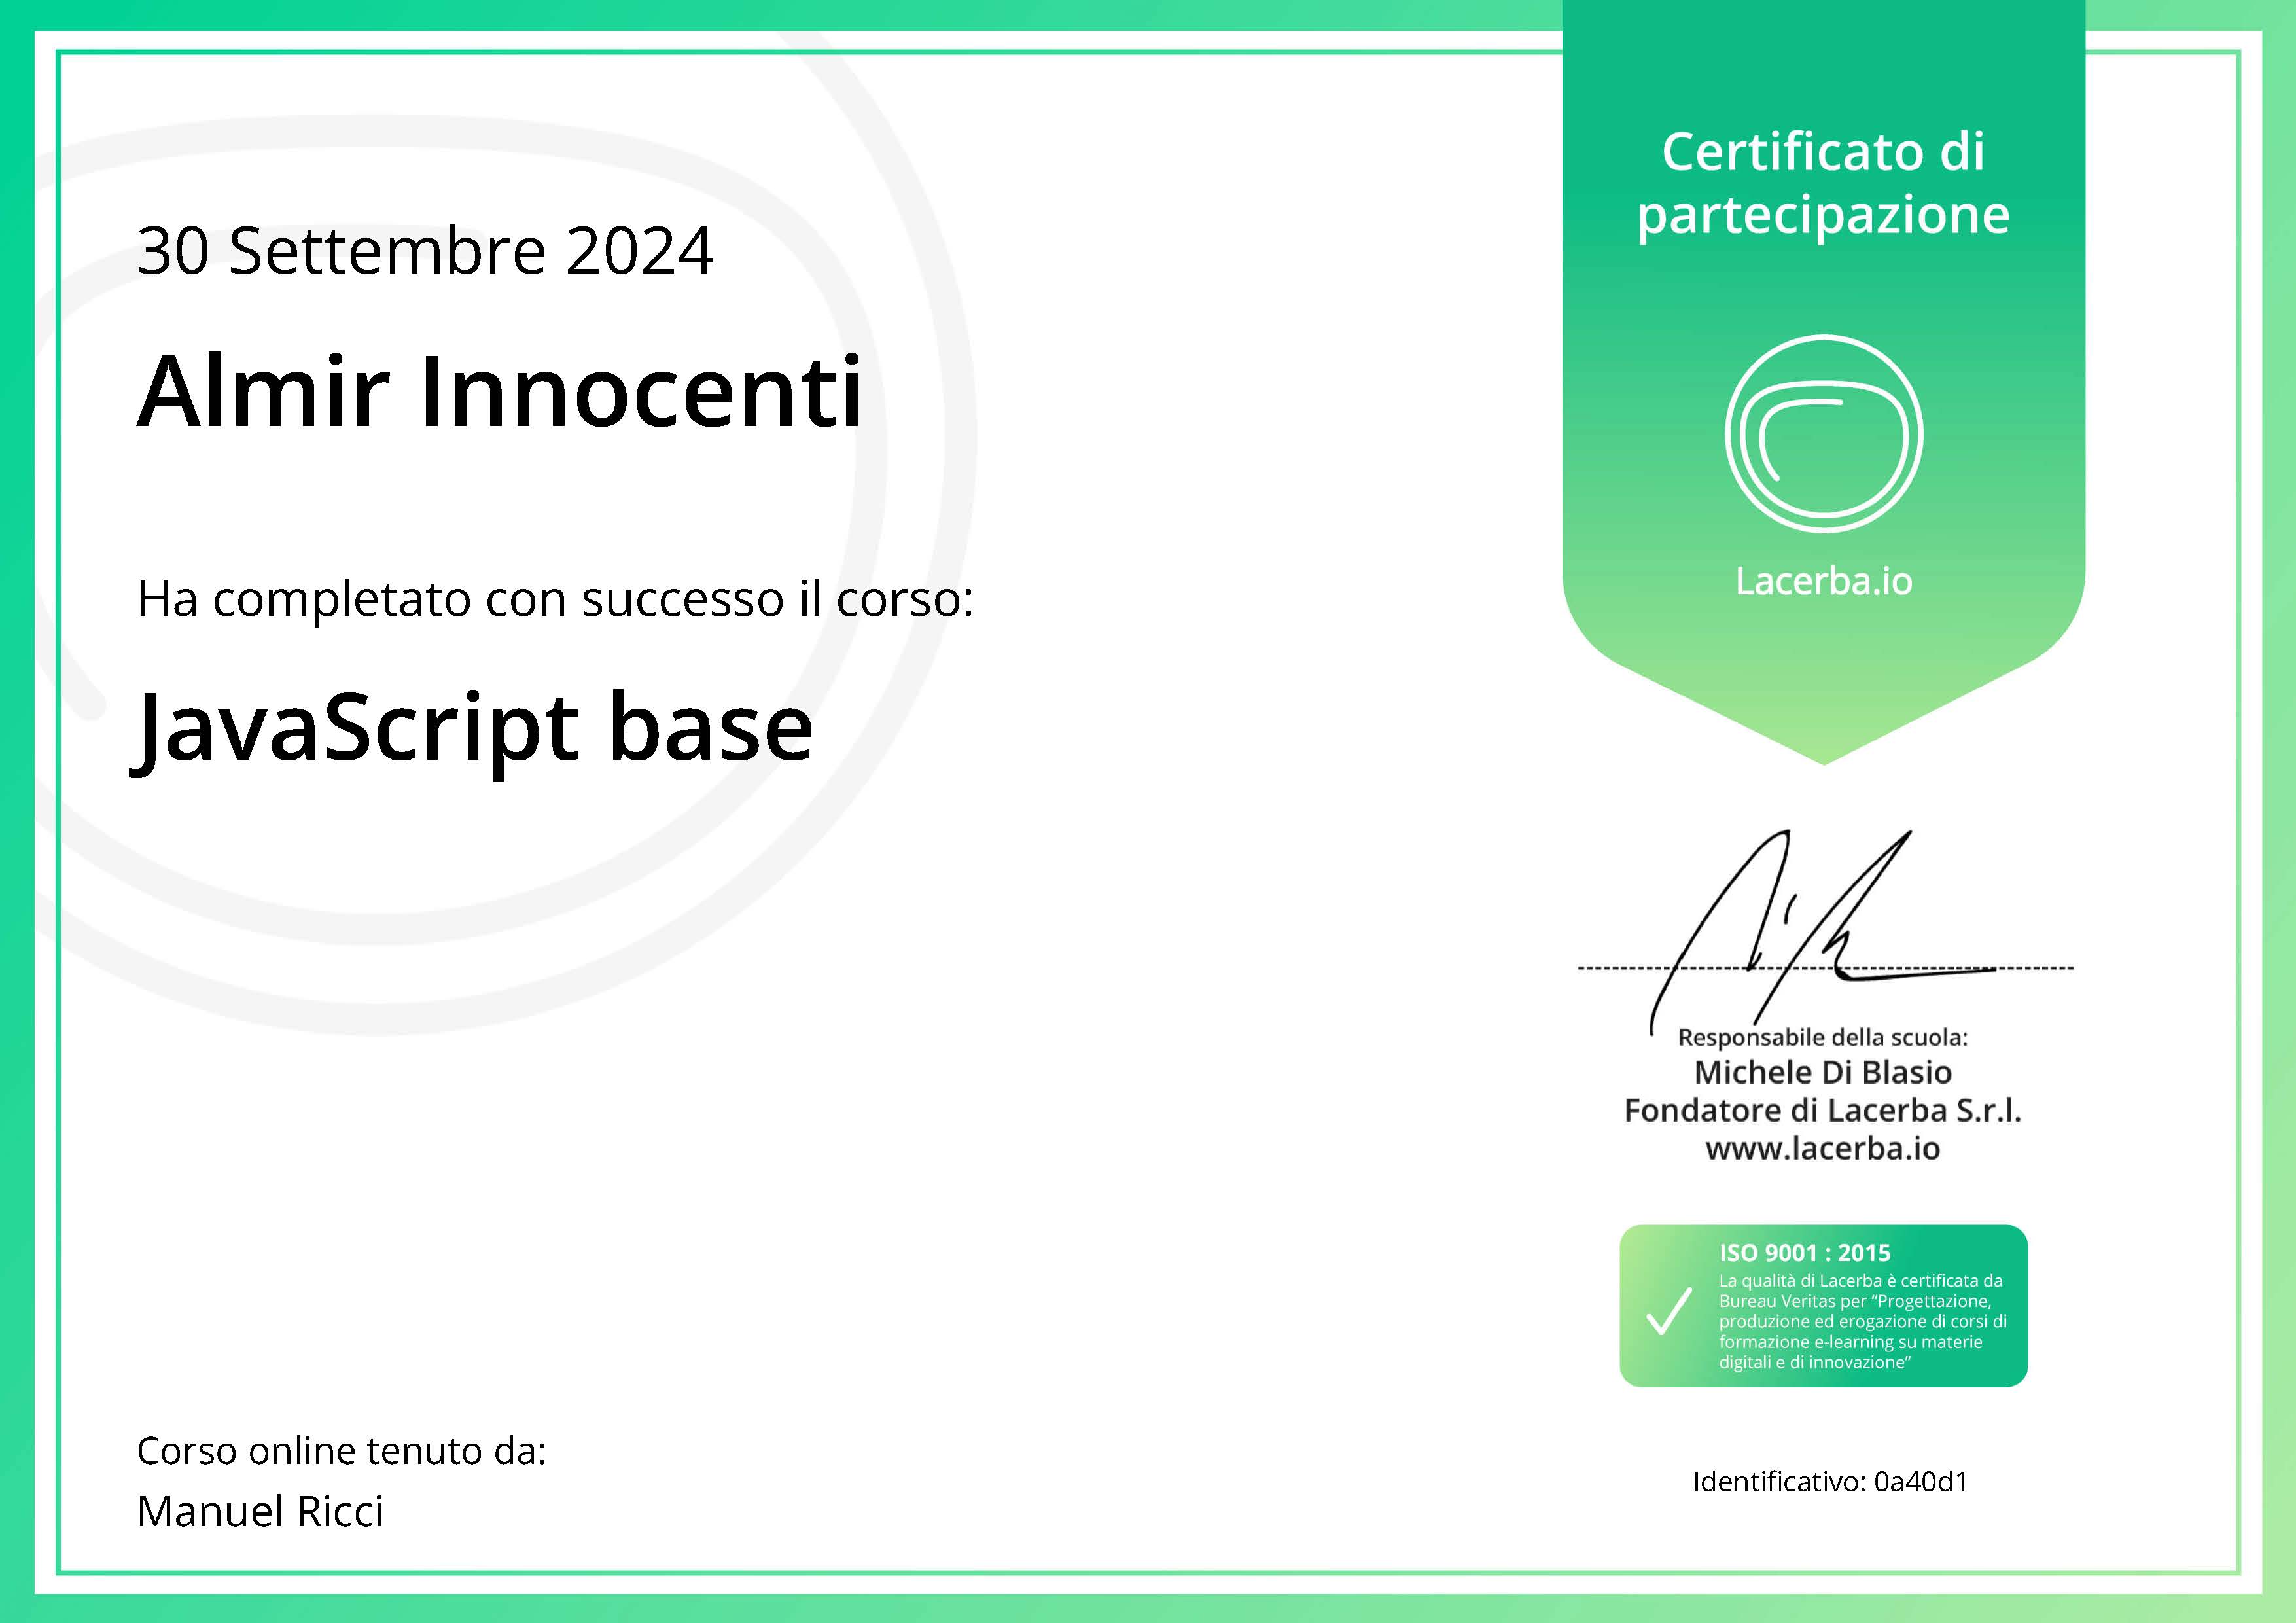 30 Settembre 2024
Almir Innocenti
Ha completato con successo il corso:
JavaScript base
Corso online tenuto da:
Manuel Ricci
Certificato di
partecipazione
Lacerba.io
Responsabile della scuola:
Michele Di Blasio
Fondatore di Lacerba S.r.l.
www.lacerba.io
ISO 9001 : 2015
La qualità di Lacerba è certificata da
Bureau Veritas per “Progettazione,
produzione ed erogazione di corsi di
formazione e-learning su materie
digitali e di innovazione”
Identificativo: 0a40d1